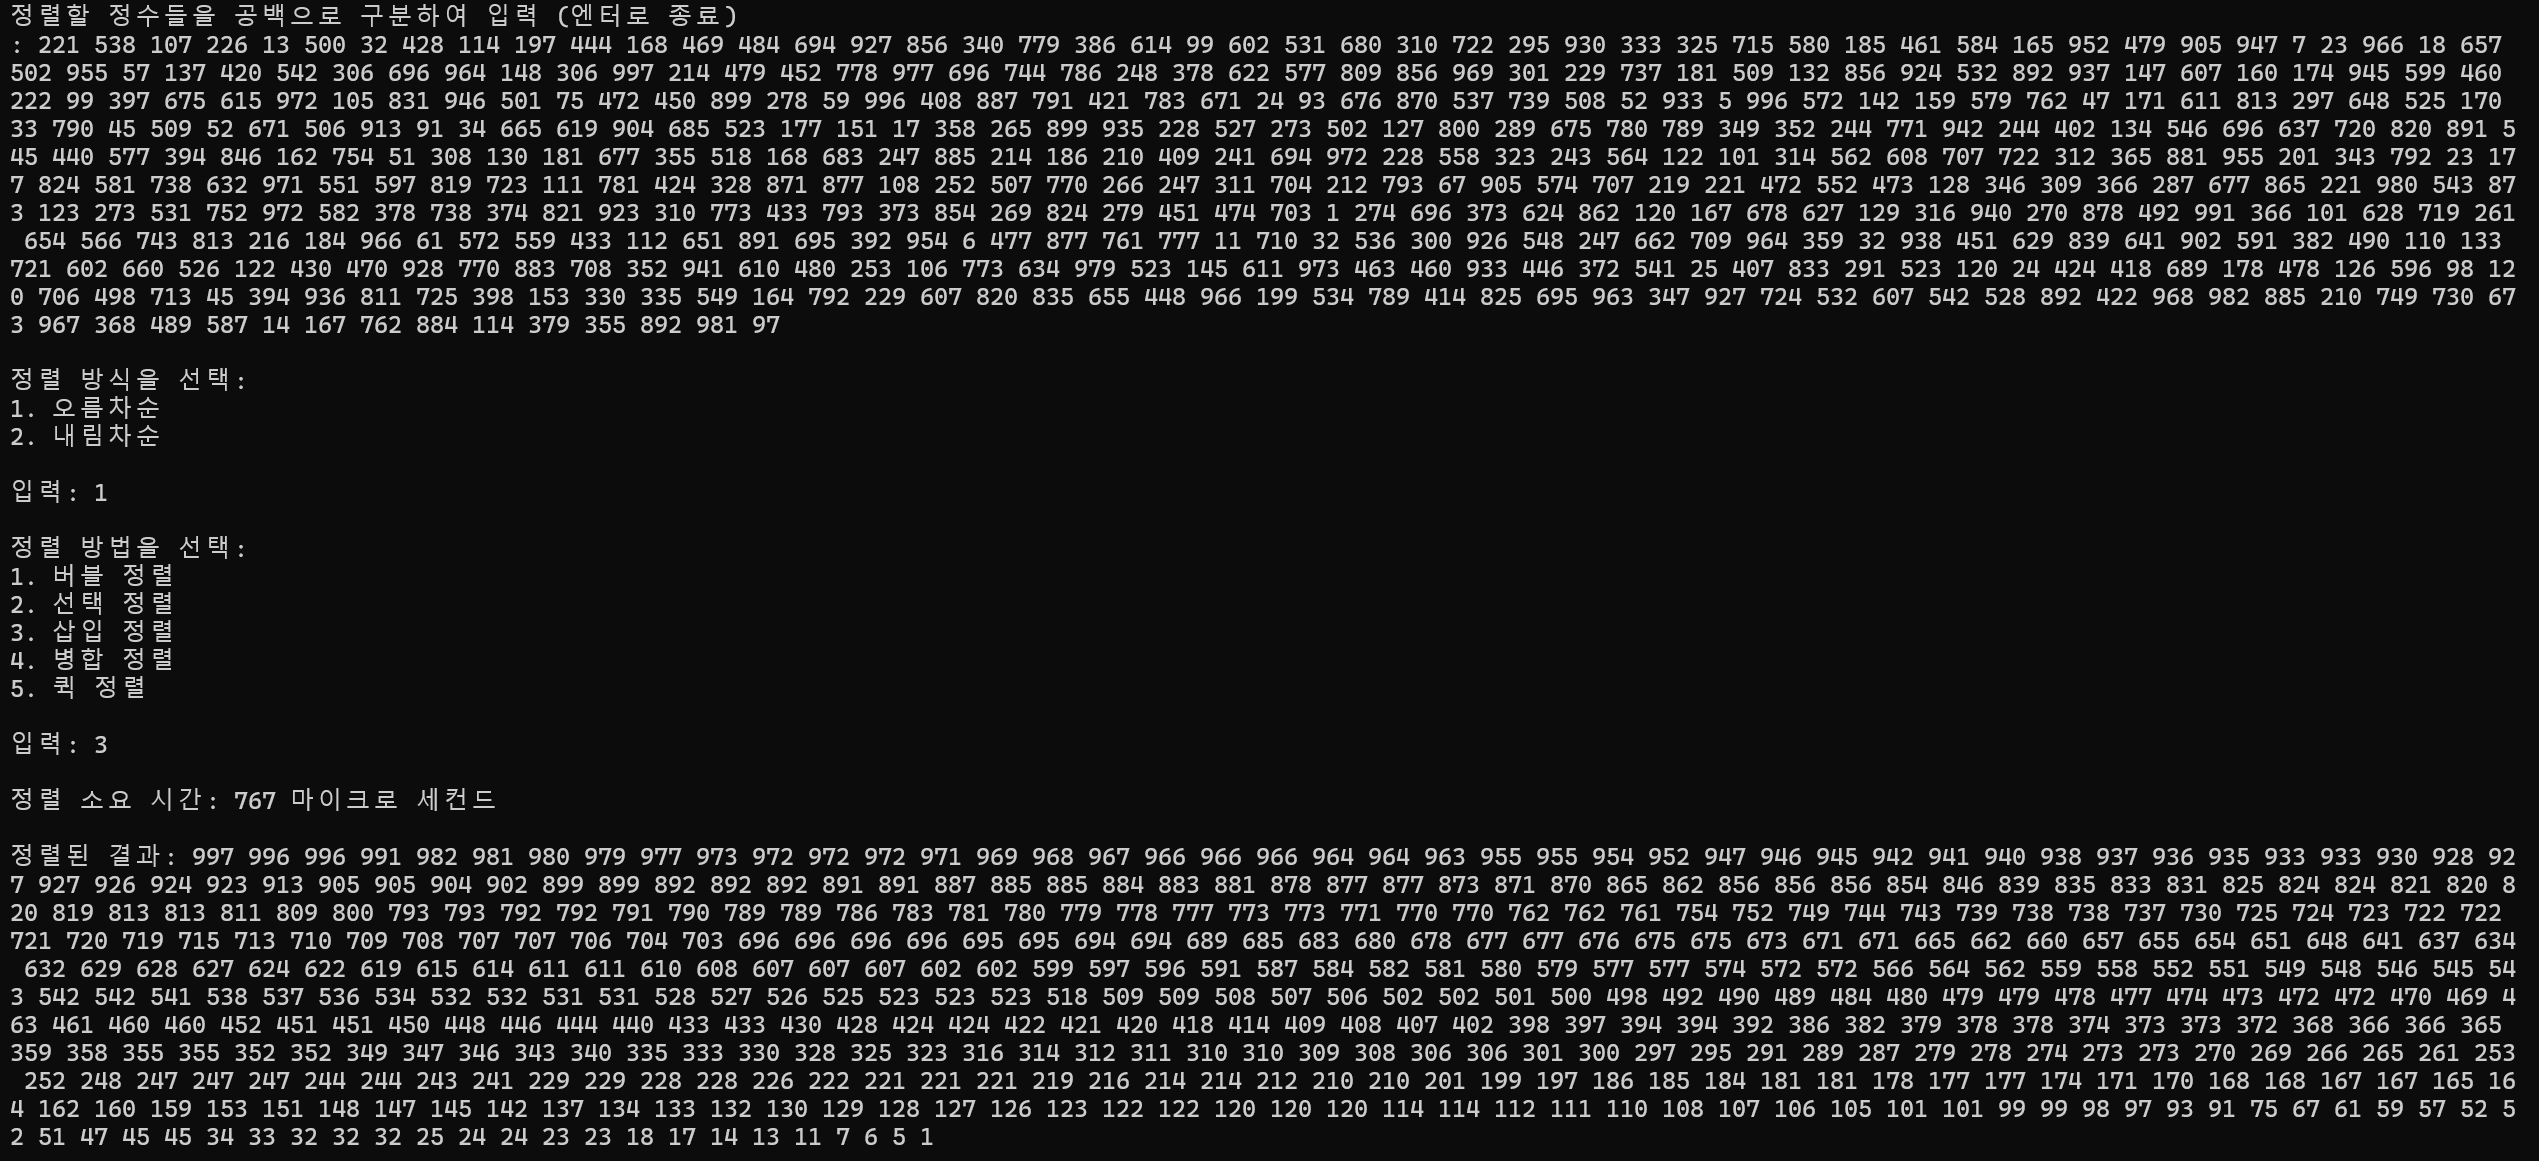 정렬할 정수들을 공백으로 구분하여 입력 (엔터로 종료)
: 221 538 107 226 13 500 32 428 114 197 444 168 469 484 694 927 856 340 779 386 614 99 602 531 680 310 722 295 930 333 325 715 580 185 461 584 165 952 479 905 947 7 23 966 18 657
502 955 57 137 420 542 306 696 964 148 306 997 214 479 452 778 977 696 744 786 248 378 622 577 809 856 969 301 229 737 181 509 132 856 924 532 892 937 147 607 160 174 945 599 460
222 99 397 675 615 972 105 831 946 501 75 472 450 899 278 59 996 408 887 791 421 783 671 24 93 676 870 537 739 508 52 933 5 996 572 142 159 579 762 47 171 611 813 297 648 525 170
33 790 45 509 52 671 506 913 91 34 665 619 904 685 523 177 151 17 358 265 899 935 228 527 273 502 127 800 289 675 780 789 349 352 244 771 942 244 402 134 546 696 637 720 820 891 5
45 440 577 394 846 162 754 51 308 130 181 677 355 518 168 683 247 885 214 186 210 409 241 694 972 228 558 323 243 564 122 101 314 562 608 707 722 312 365 881 955 201 343 792 23 17
7 824 581 738 632 971 551 597 819 723 111 781 424 328 871 877 108 252 507 770 266 247 311 704 212 793 67 905 574 707 219 221 472 552 473 128 346 309 366 287 677 865 221 980 543 87
3 123 273 531 752 972 582 378 738 374 821 923 310 773 433 793 373 854 269 824 279 451 474 703 1 274 696 373 624 862 120 167 678 627 129 316 940 270 878 492 991 366 101 628 719 261
654 566 743 813 216 184 966 61 572 559 433 112 651 891 695 392 954 6 477 877 761 777 11 710 32 536 300 926 548 247 662 709 964 359 32 938 451 629 839 641 902 591 382 490 110 133
721 602 660 526 122 430 470 928 770 883 708 352 941 610 480 253 106 773 634 979 523 145 611 973 463 460 933 446 372 541 25 407 833 291 523 120 24 424 418 689 178 478 126 596 98 12
0 706 498 713 45 394 936 811 725 398 153 330 335 549 164 792 229 607 820 835 655 448 966 199 534 789 414 825 695 963 347 927 724 532 607 542 528 892 422 968 982 885 210 749 730 67
3 967 368 489 587 14 167 762 884 114 379 355 892 981 97
정렬 방식을 선택:
1. 오름차순
2. 내림차순
입력: 1
정렬 방법을 선택:
1. 버블 정렬
2. 선택 정렬
3. 삽입 정렬
4. 병합 정렬
5. 퀵 정렬
입력: 3
정렬 소요 시간: 767 마이크로 세컨드
정렬된 결과: 997 996 996 991 982 981 980 979 977 973 972 972 972 971 969 968 967 966 966 966 964 964 963 955 955 954 952 947 946 945 942 941 940 938 937 936 935 933 933 930 928 92
7 927 926 924 923 913 905 905 904 902 899 899 892 892 892 891 891 887 885 885 884 883 881 878 877 877 873 871 870 865 862 856 856 856 854 846 839 835 833 831 825 824 824 821 820 8
20 819 813 813 811 809 800 793 793 792 792 791 790 789 789 786 783 781 780 779 778 777 773 773 771 770 770 762 762 761 754 752 749 744 743 739 738 738 737 730 725 724 723 722 722
721 720 719 715 713 710 709 708 707 707 706 704 703 696 696 696 696 695 695 694 694 689 685 683 680 678 677 677 676 675 675 673 671 671 665 662 660 657 655 654 651 648 641 637 634
632 629 628 627 624 622 619 615 614 611 611 610 608 607 607 607 602 602 599 597 596 591 587 584 582 581 580 579 577 577 574 572 572 566 564 562 559 558 552 551 549 548 546 545 54
3 542 542 541 538 537 536 534 532 532 531 531 528 527 526 525 523 523 523 518 509 509 508 507 506 502 502 501 500 498 492 490 489 484 480 479 479 478 477 474 473 472 472 470 469 4
63 461 460 460 452 451 451 450 448 446 444 440 433 433 430 428 424 424 422 421 420 418 414 409 408 407 402 398 397 394 394 392 386 382 379 378 378 374 373 373 372 368 366 366 365
359 358 355 355 352 352 349 347 346 343 340 335 333 330 328 325 323 316 314 312 311 310 310 309 308 306 306 301 300 297 295 291 289 287 279 278 274 273 273 270 269 266 265 261 253
252 248 247 247 247 244 244 243 241 229 229 228 228 226 222 221 221 221 219 216 214 214 212 210 210 201 199 197 186 185 184 181 181 178 177 177 174 171 170 168 168 167 167 165 16
4 162 160 159 153 151 148 147 145 142 137 134 133 132 130 129 128 127 126 123 122 122 120 120 120 114 114 112 111 110 108 107 106 105 101 101 99 99 98 97 93 91 75 67 61 59 57 52 5
2 51 47 45 45 34 33 32 32 32 25 24 24 23 23 18 17 14 13 11 7 6 5 1